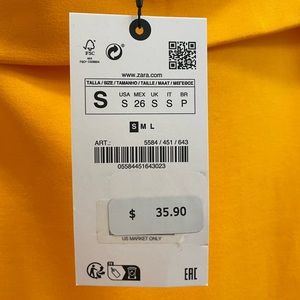 FSC
www.zara.com
TALLA / SIZE / TAMANHO / TAILLE / MAAT / ΜΕΓΕΘΟΣ
S
USA MEX UK IT BR
S 26 S S P
S M L
ART.: 5584 / 451 / 643
05584451643023
$ 35.90
US MARKET ONLY
EAC